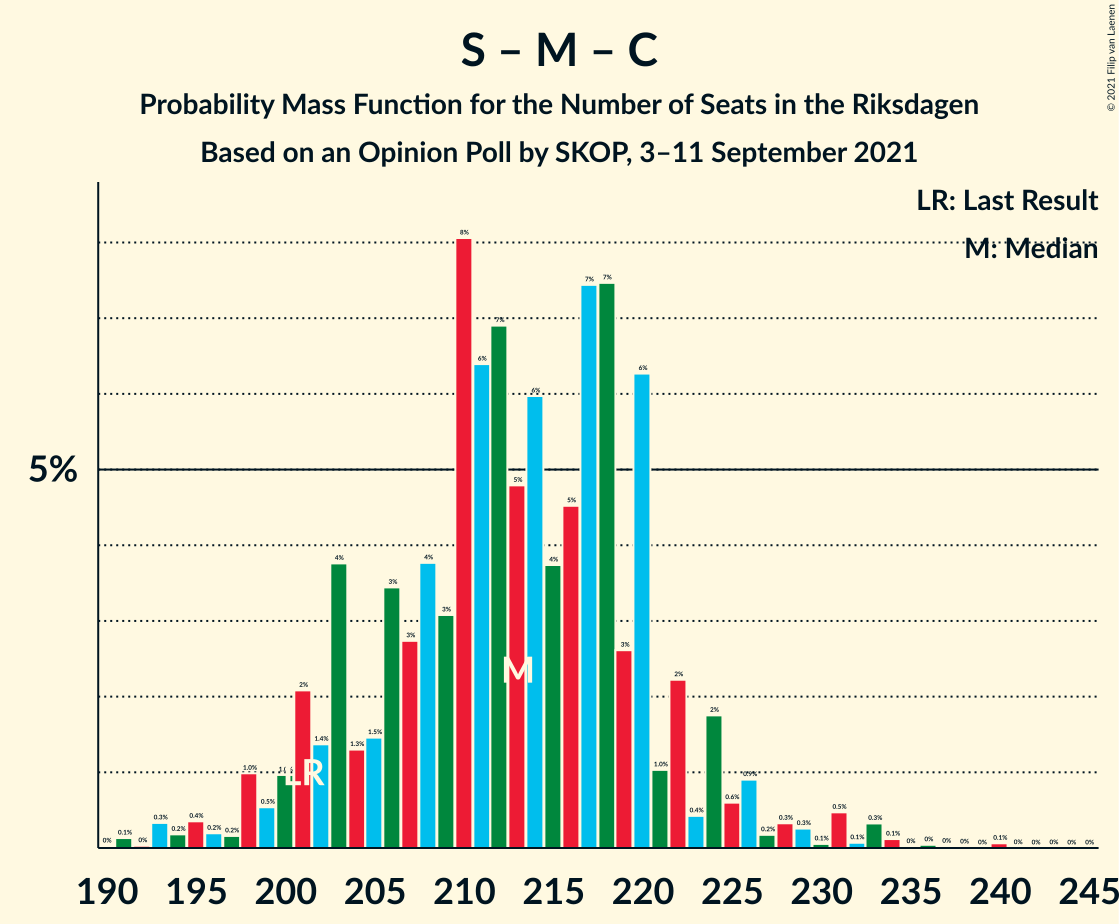 S – M – C
Probability Mass Function for the Number of Seats in the Riksdagen
Based on an Opinion Poll by SKOP, 3–11 September 2021
© 2021 Filip van Laenen
LR: Last Result
M: Median
5%
0% 0.1% 0% 0.3% 0.2% 0.4% 0.2% 0.2% 1.0% 0.5% 2% 1.4% 4% 1.3% 1.5% 3% 3% 4% 3% 8% 6% 7% 5% 6% 4% 5% 7% 7% 3% 6% 1.0% 2% 0.4% 2% 0.6% 0.9% 0.2% 0.3% 0.3% 0.1% 0.5% 0.1% 0.3% 0.1% 0% 0% 0% 0% 0% 0.1% 0% 0% 0% 0% 0%
M
LR
190 195 200 205 210 215 220 225 230 235 240 245